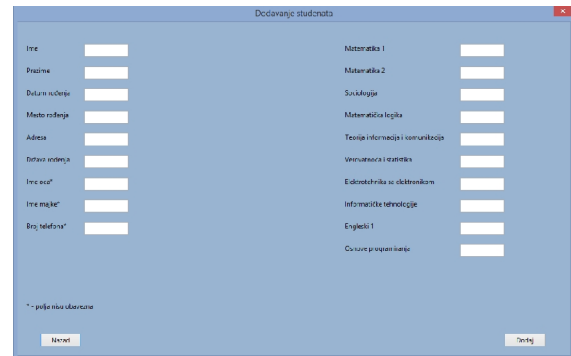 Dodavanje studenata
Ime
Prezime
Datum rođenja
Mesto rođenja
Adresa
Država rođenja
Ime oca*
Ime majke*
Broj telefona*
Matematika 1
Matematika 2
Sociologija
Matematička logika
Teorija informacija i komunikacija
Verovatnoca i statistika
Elektrotehnika sa elektronikom
Informatičke tehnologije
Engleski 1
Osnove programiranja
* - polja nisu obavezna
Nazad
Dodaj